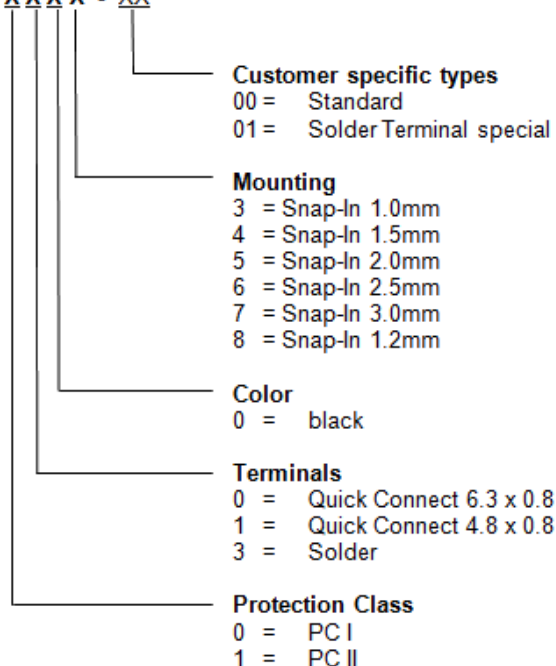 X X X X - XX
Customer specific types
00 = Standard
01 = Solder Terminal special
Mounting
3 = Snap-In 1.0mm
4 = Snap-In 1.5mm
5 = Snap-In 2.0mm
6 = Snap-In 2.5mm
7 = Snap-In 3.0mm
8 = Snap-In 1.2mm
Color
0 = black
Terminals
0 = Quick Connect 6.3 x 0.8
1 = Quick Connect 4.8 x 0.8
3 = Solder
Protection Class
0 = PC I
1 = PC II